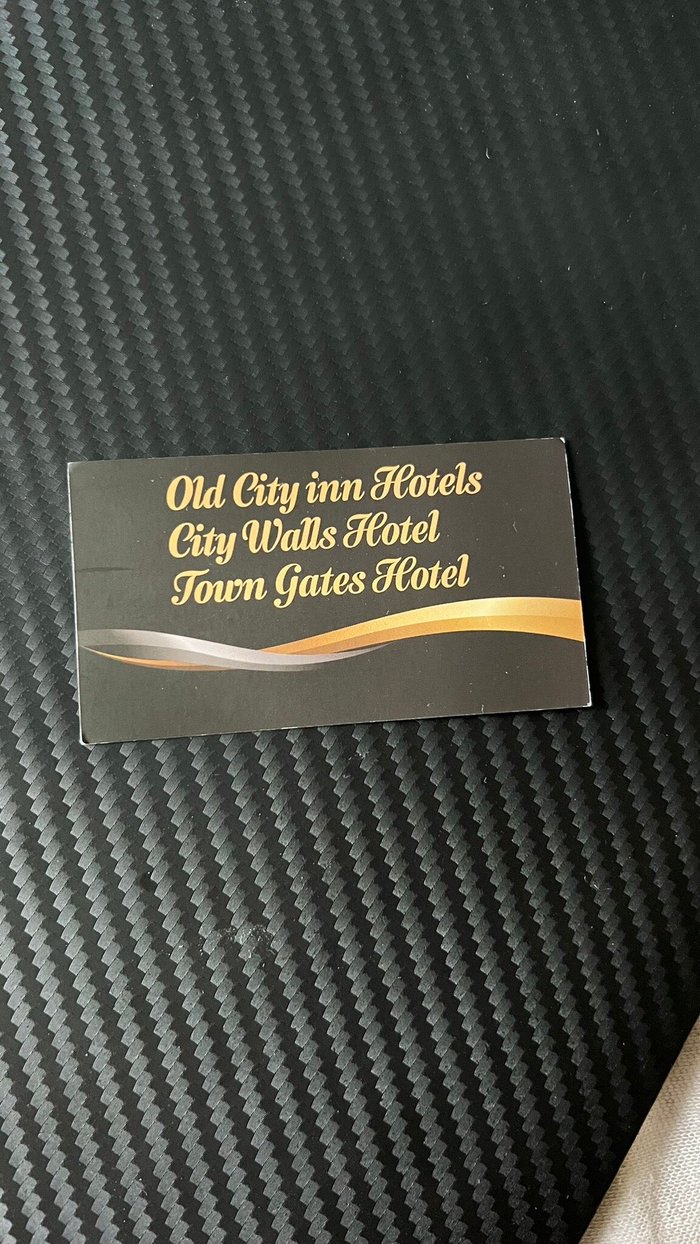 Old City inn Hotels
City Walls Hotel
Town Gates Hotel